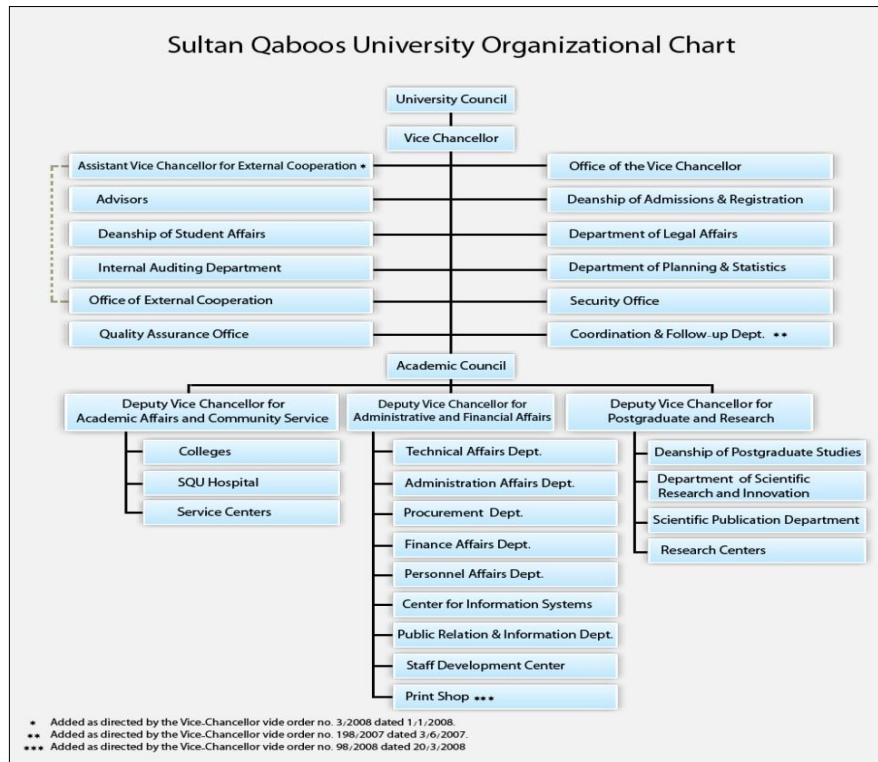 Sultan Qaboos University Organizational Chart
University Council
Vice Chancellor
Assistant Vice Chancellor for External Cooperation *
Office of the Vice Chancellor
Advisors
Deanship of Admissions & Registration
Deanship of Student Affairs
Department of Legal Affairs
Internal Auditing Department
Department of Planning & Statistics
Office of External Cooperation
Security Office
Quality Assurance Office
Coordination & Follow-up Dept. **
Academic Council
Deputy Vice Chancellor for
Academic Affairs and Community Service
Colleges
SQU Hospital
Service Centers
Deputy Vice Chancellor for
Administrative and Financial Affairs
Technical Affairs Dept.
Administration Affairs Dept.
Procurement Dept.
Finance Affairs Dept.
Personnel Affairs Dept.
Center for Information Systems
Public Relation & Information Dept.
Staff Development Center
Print Shop ***
Deputy Vice Chancellor for
Postgraduate and Research
Deanship of Postgraduate Studies
Department of Scientific
Research and Innovation
Scientific Publication Department
Research Centers
* Added as directed by the Vice-Chancellor vide order no. 3/2008 dated 1/1/2008.
** Added as directed by the Vice-Chancellor vide order no. 198/2007 dated 3/6/2007.
*** Added as directed by the Vice-Chancellor vide order no. 98/2008 dated 20/3/2008